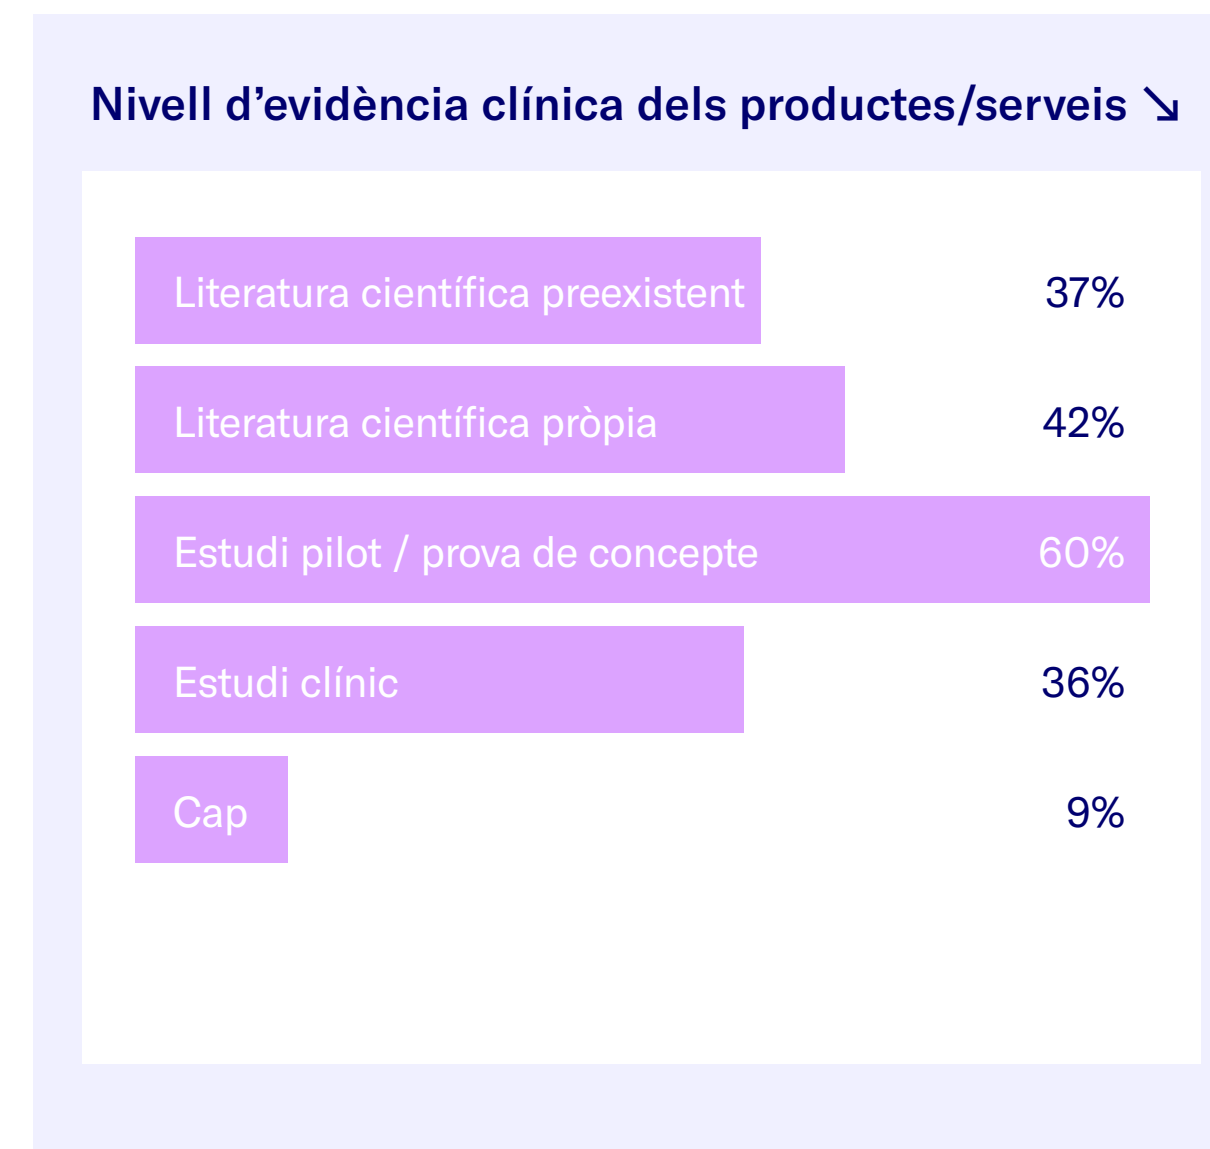 Nivell d’evidència clínica dels productes/serveis ↘
Literatura científica preexistent 37%
Literatura científica pròpia 42%
Estudi pilot / prova de concepte 60%
Estudi clínic 36%
Cap 9%